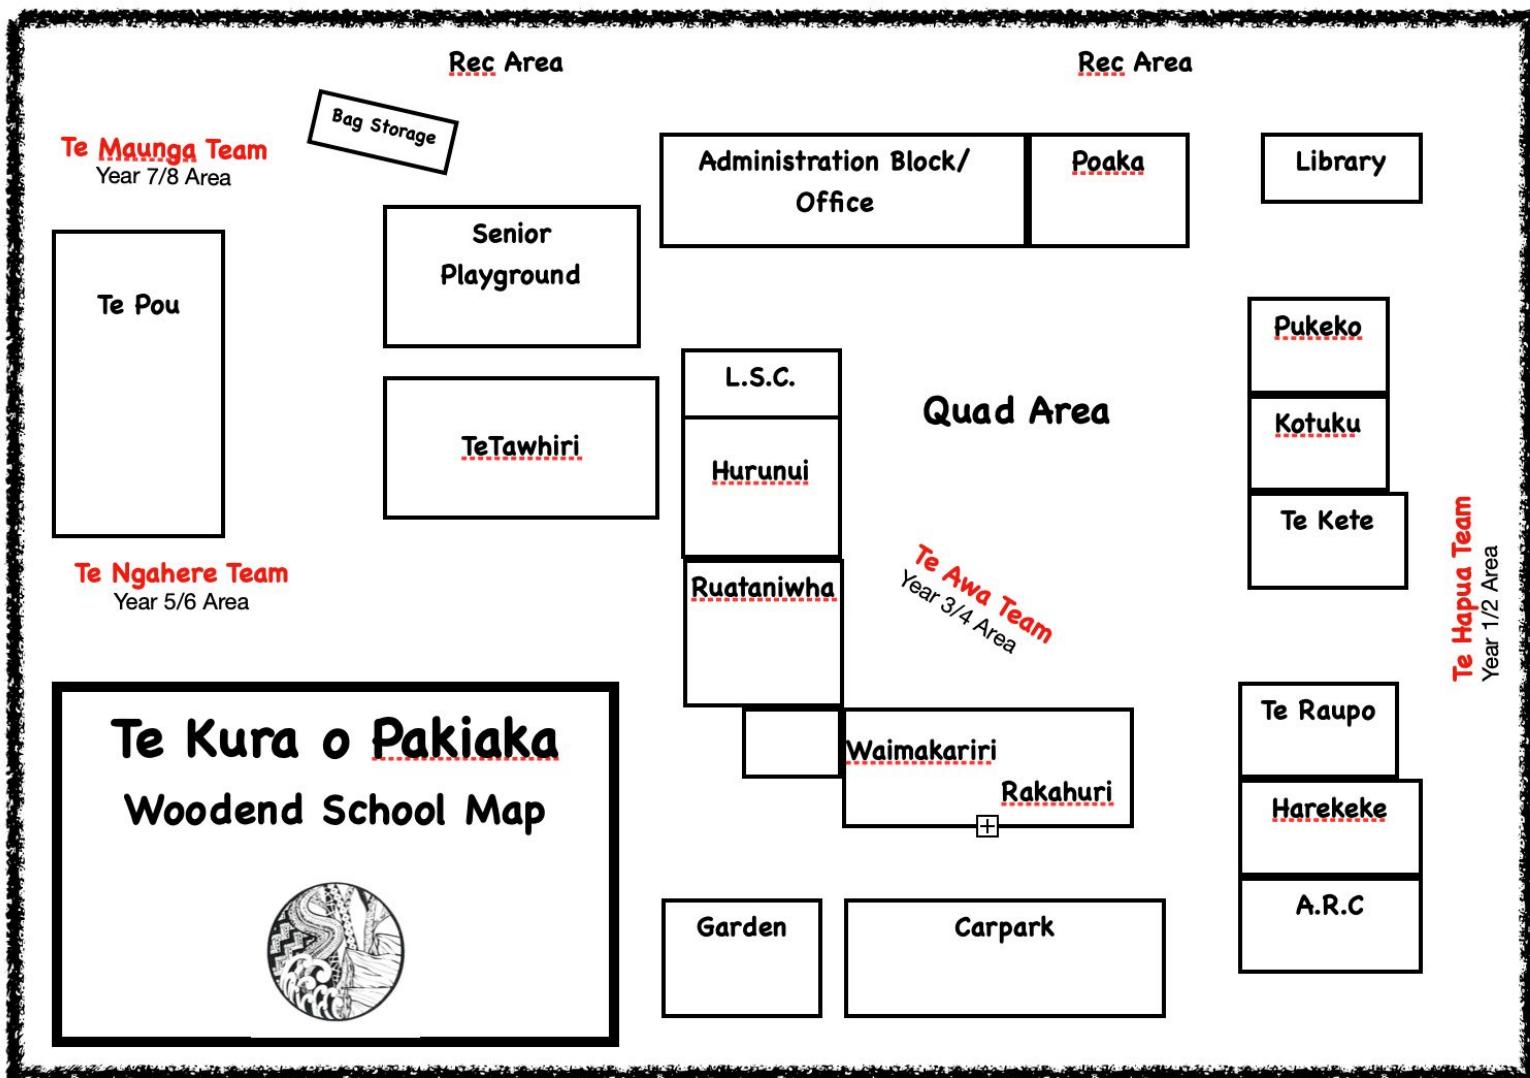 Rec Area
Rec Area
Bag Storage
Te Maunga Team
Year 7/8 Area
Administration Block/
Office
Poaka
Library
Senior
Playground
Te Pou
Pukeko
L.S.C.
Quad Area
Kotuku
TeTawhiri
Hurunui
Te Kete
Te Ngahere Team
Year 5/6 Area
Ruataniwha
Te Awa Team
Year 3/4 Area
Te Hapua Team
Year 1/2 Area
Te Kura o Pakiaka
Woodend School Map
Te Raupo
Waimakariri
Rakahuri
Harekeke
A.R.C
Garden
Carpark